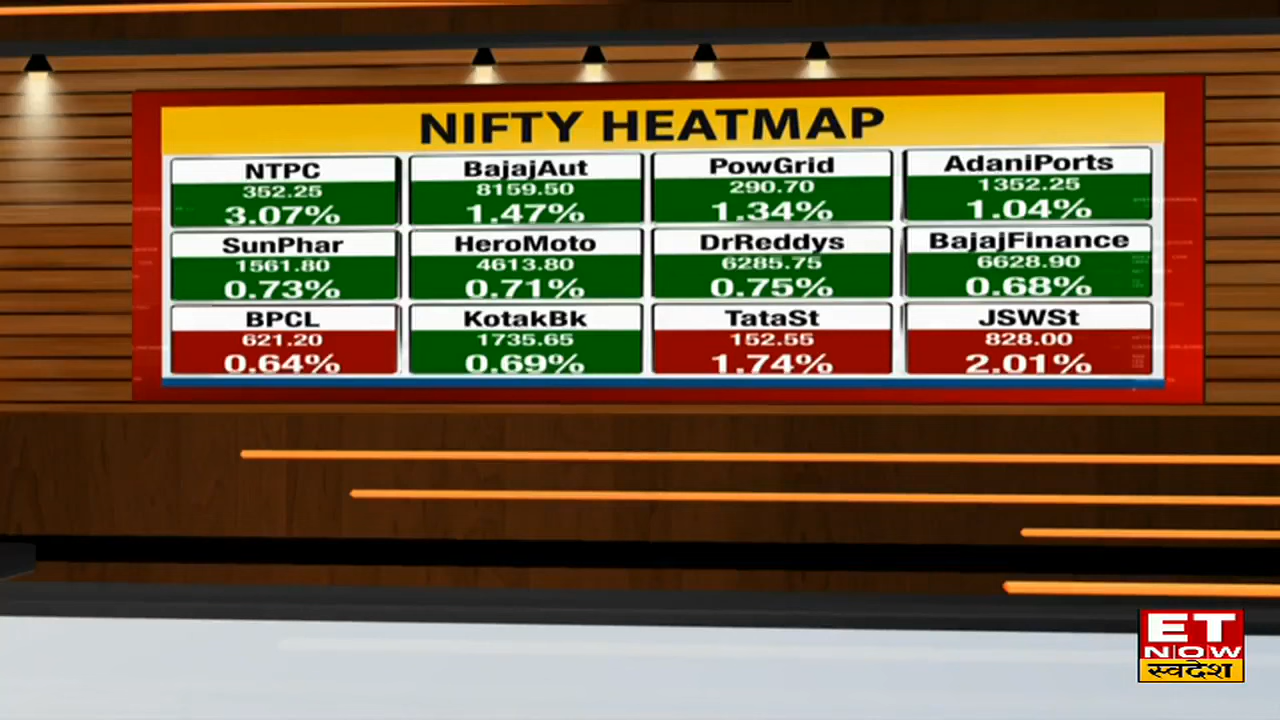 NIFTY HEATMAP
NTPC
352.25
3.07%
BajajAut
8159.50
1.47%
PowGrid
290.70
1.34%
AdaniPorts
1352.25
1.04%
SunPhar
1561.80
0.73%
HeroMoto
4613.80
0.71%
DrReddys
6285.75
0.75%
BajajFinance
6628.90
0.68%
BPCL
621.20
0.64%
KotakBk
1735.65
0.69%
TataSt
152.55
1.74%
JSWSt
828.00
2.01%
ET
NOW
स्वदेश